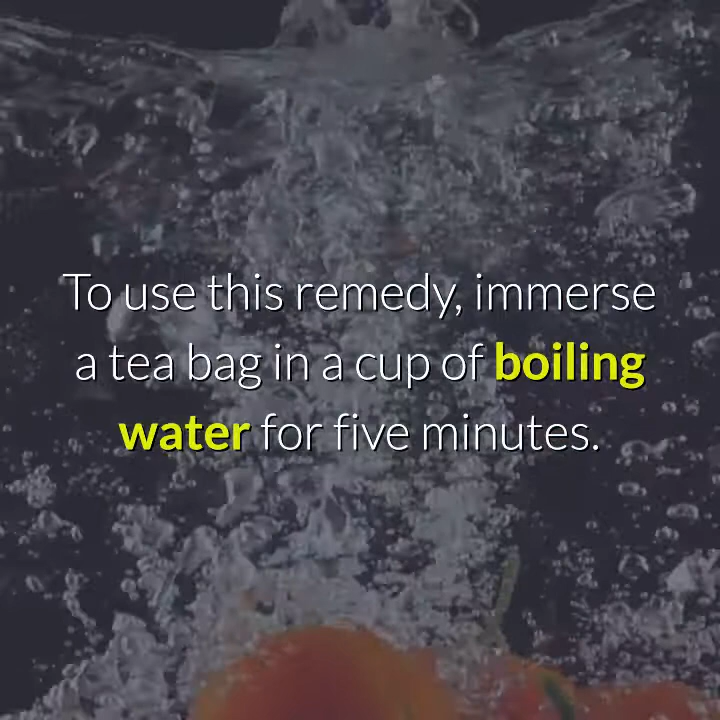 To use this remedy, immerse
a tea bag in a cup of boiling
water for five minutes.